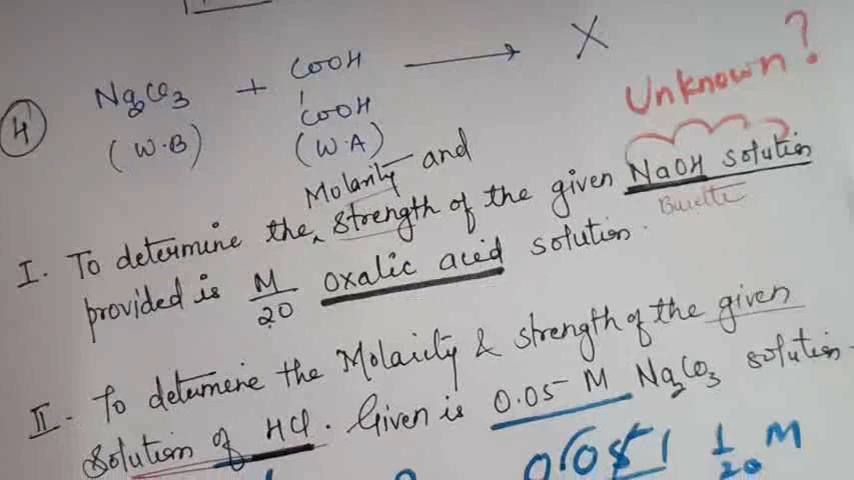 ④ Na2CO3 + COOH ⟶ X
COOH
(W.B) (W.A)
Unknown?
Molarity and
I. To determine the ^ strength of the given NaOH solution
Burette
provided is M/20 oxalic acid solution.
II. To determine the Molarity & strength of the given
solution of HCl. Given is 0.05 M Na2CO3 solution.
1/20 M